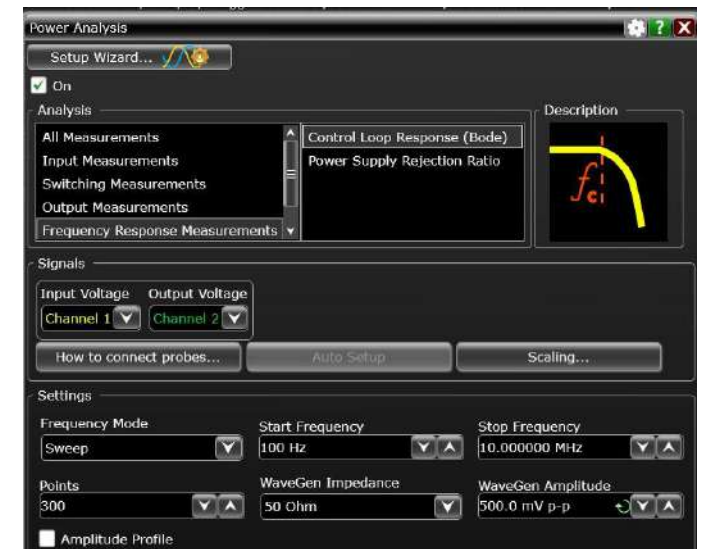 Power Analysis ?
Setup Wizard...
On
Analysis
Description
All Measurements
Input Measurements
Switching Measurements
Output Measurements
Frequency Response Measurements
Control Loop Response (Bode)
Power Supply Rejection Ratio
fc
Signals
Input Voltage Output Voltage
Channel 1 Channel 2
How to connect probes... Auto Setup Scaling...
Settings
Frequency Mode Start Frequency Stop Frequency
Sweep 100 Hz 10.000000 MHz
Points WaveGen Impedance WaveGen Amplitude
300 50 Ohm 500.0 mV p-p
Amplitude Profile